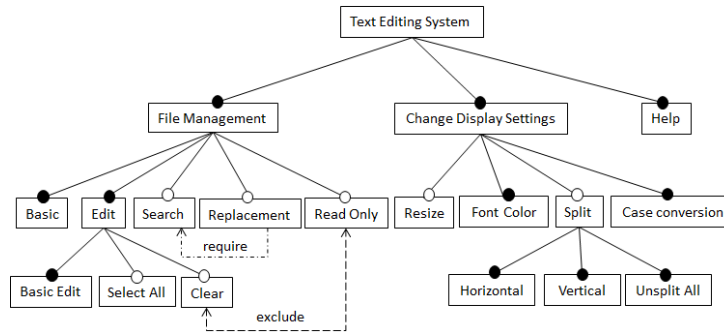 Text Editing System
File Management
Change Display Settings
Help
Basic
Edit
Search
Replacement
Read Only
Resize
Font Color
Split
Case conversion
require
Basic Edit
Select All
Clear
Horizontal
Vertical
Unsplit All
exclude